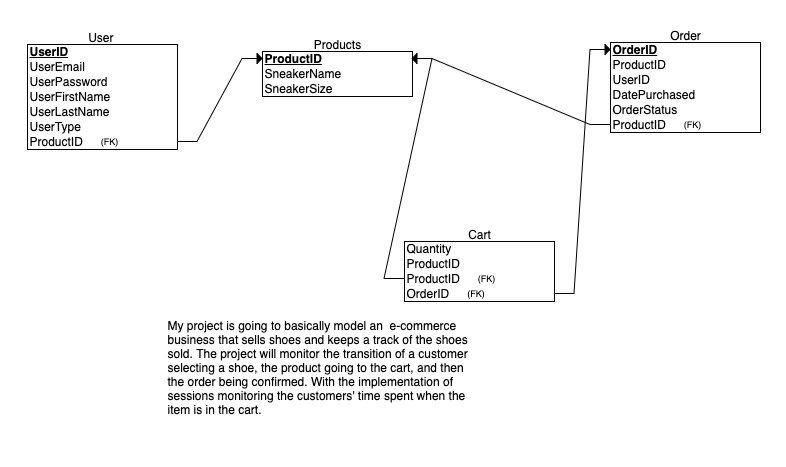 User
UserID
UserEmail
UserPassword
UserFirstName
UserLastName
UserType
ProductID (FK)
Products
ProductID
SneakerName
SneakerSize
Order
OrderID
ProductID
UserID
DatePurchased
OrderStatus
ProductID (FK)
Cart
Quantity
ProductID
ProductID (FK)
OrderID (FK)
My project is going to basically model an e-commerce
business that sells shoes and keeps a track of the shoes
sold. The project will monitor the transition of a customer
selecting a shoe, the product going to the cart, and then
the order being confirmed. With the implementation of
sessions monitoring the customers' time spent when the
item is in the cart.